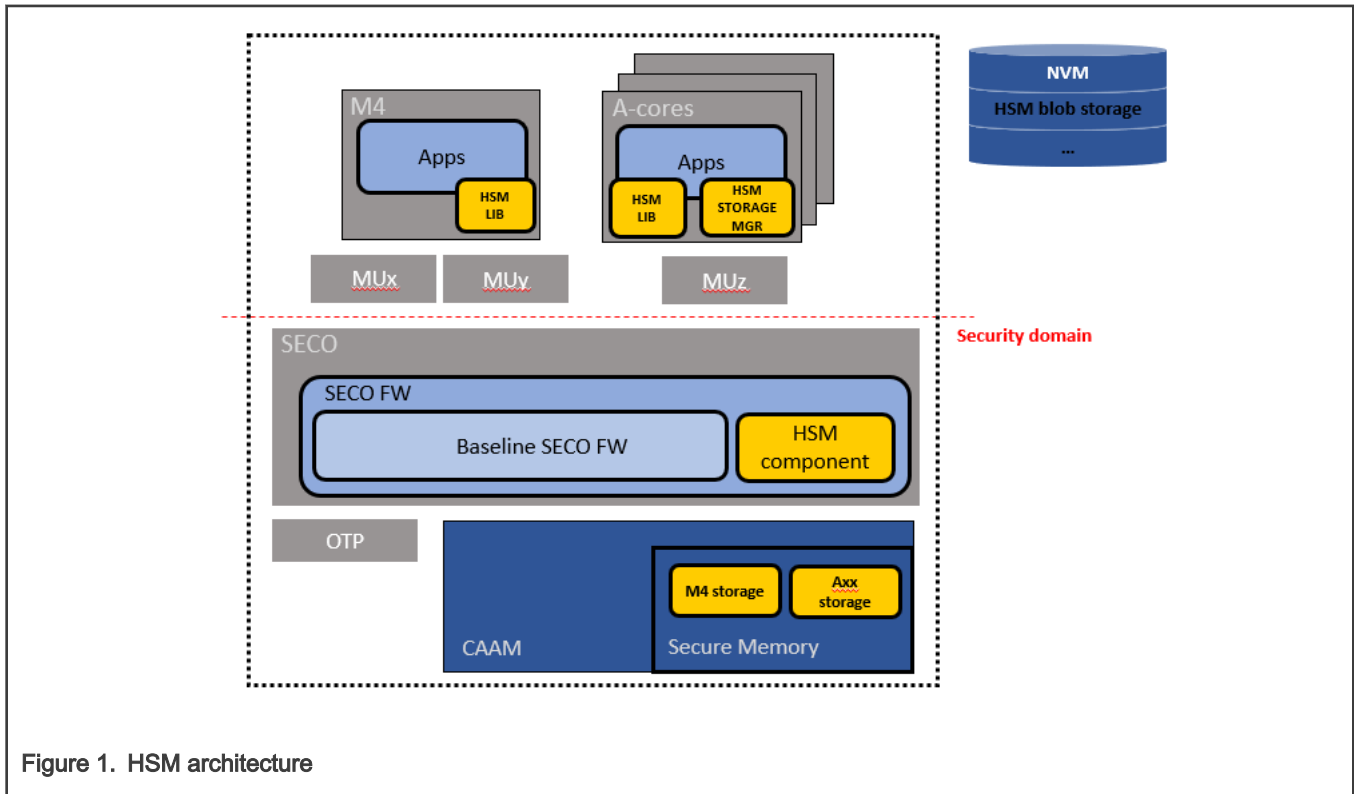 M4
Apps
HSM
LIB
A-cores
Apps
HSM
LIB
HSM
STORAGE
MGR
NVM
HSM blob storage
...
MUx
MUy
MUz
Security domain
SECO
SECO FW
Baseline SECO FW
HSM
component
OTP
CAAM
M4 storage
Axx
storage
Secure Memory
Figure 1. HSM architecture